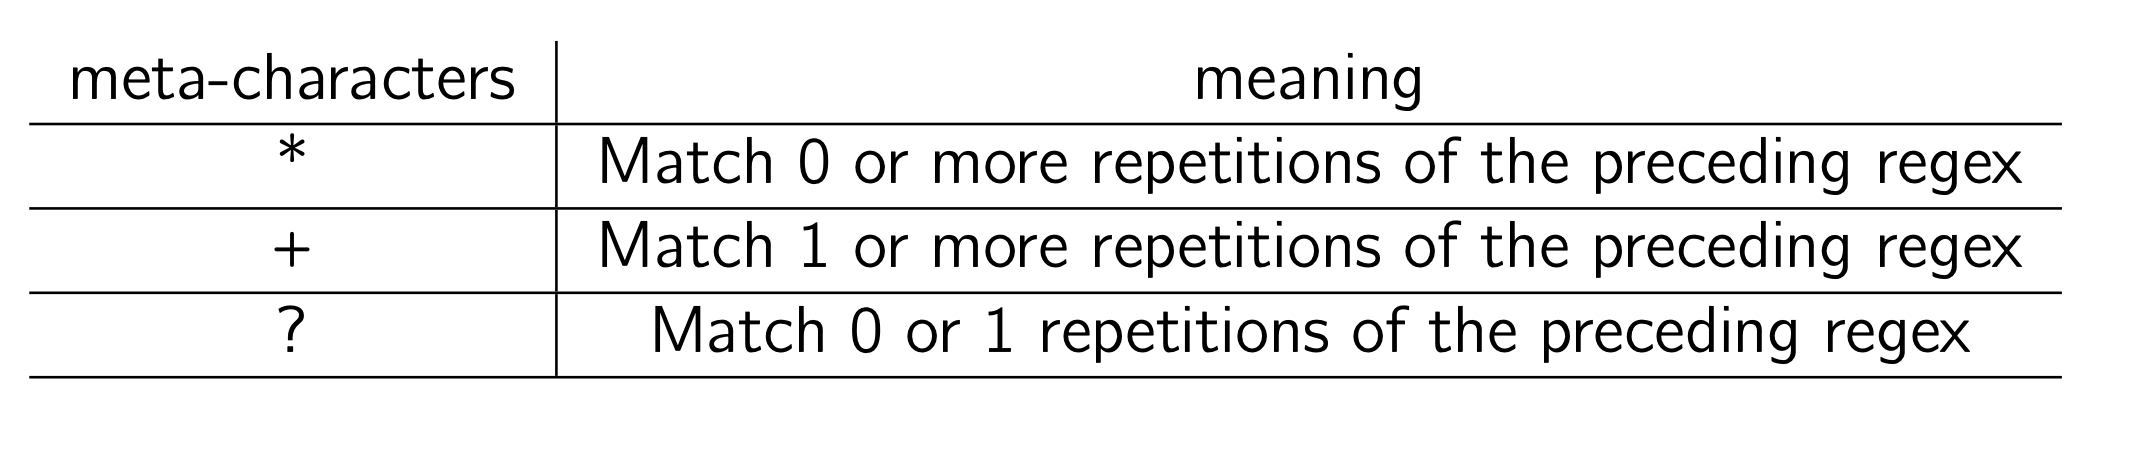 meta-characters meaning
* Match 0 or more repetitions of the preceding regex
+ Match 1 or more repetitions of the preceding regex
? Match 0 or 1 repetitions of the preceding regex